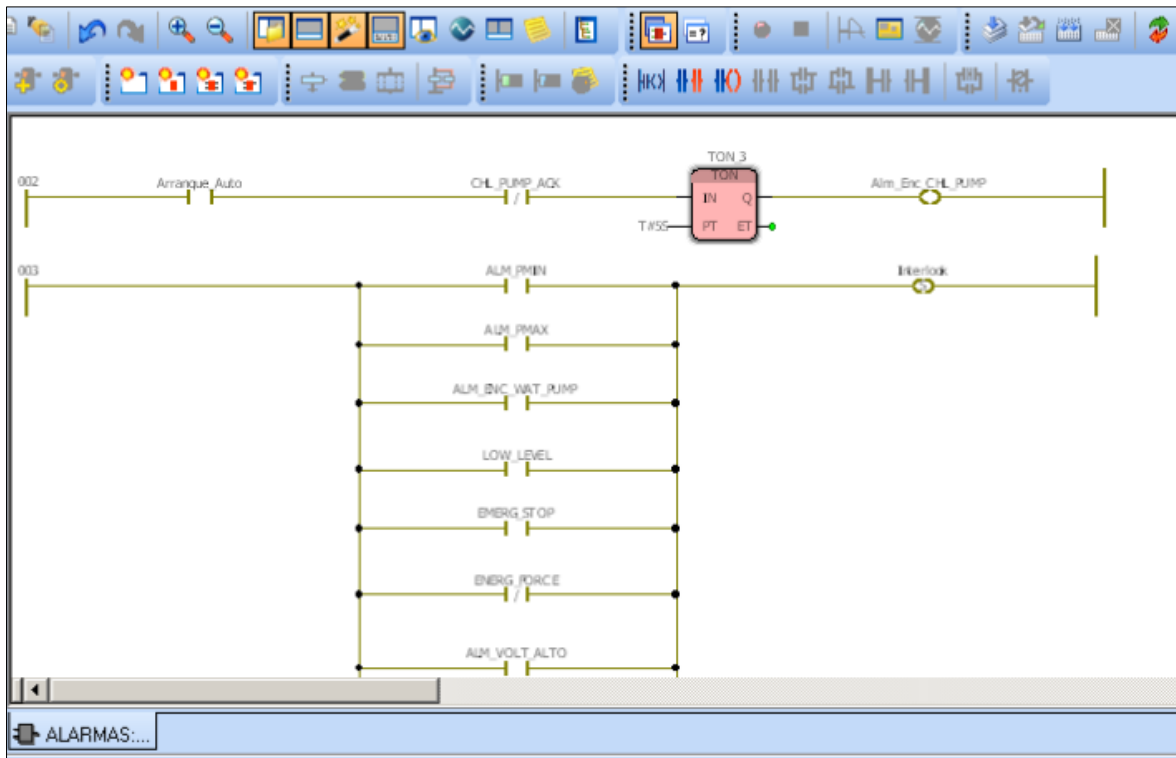 TON_3
002
Arranque_Auto
CHL_PUMP_ACK
TON
Alm_Enc_CHL_PUMP
IN Q
T#5S
PT ET
003
ALM_PMIN
Interlock
S
ALM_PMAX
ALM_ENC_WAT_PUMP
LOW_LEVEL
EMERG_STOP
ENERG_FORCE
ALM_VOLT_ALTO
ALARMAS:...